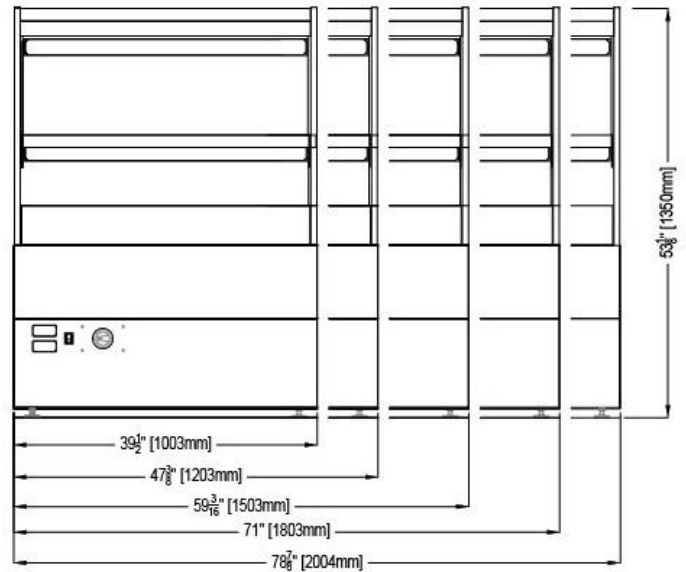 53⅛" [1350mm]
39½" [1003mm]
47⅜" [1203mm]
59 3/16" [1503mm]
71" [1803mm]
78⅞" [2004mm]